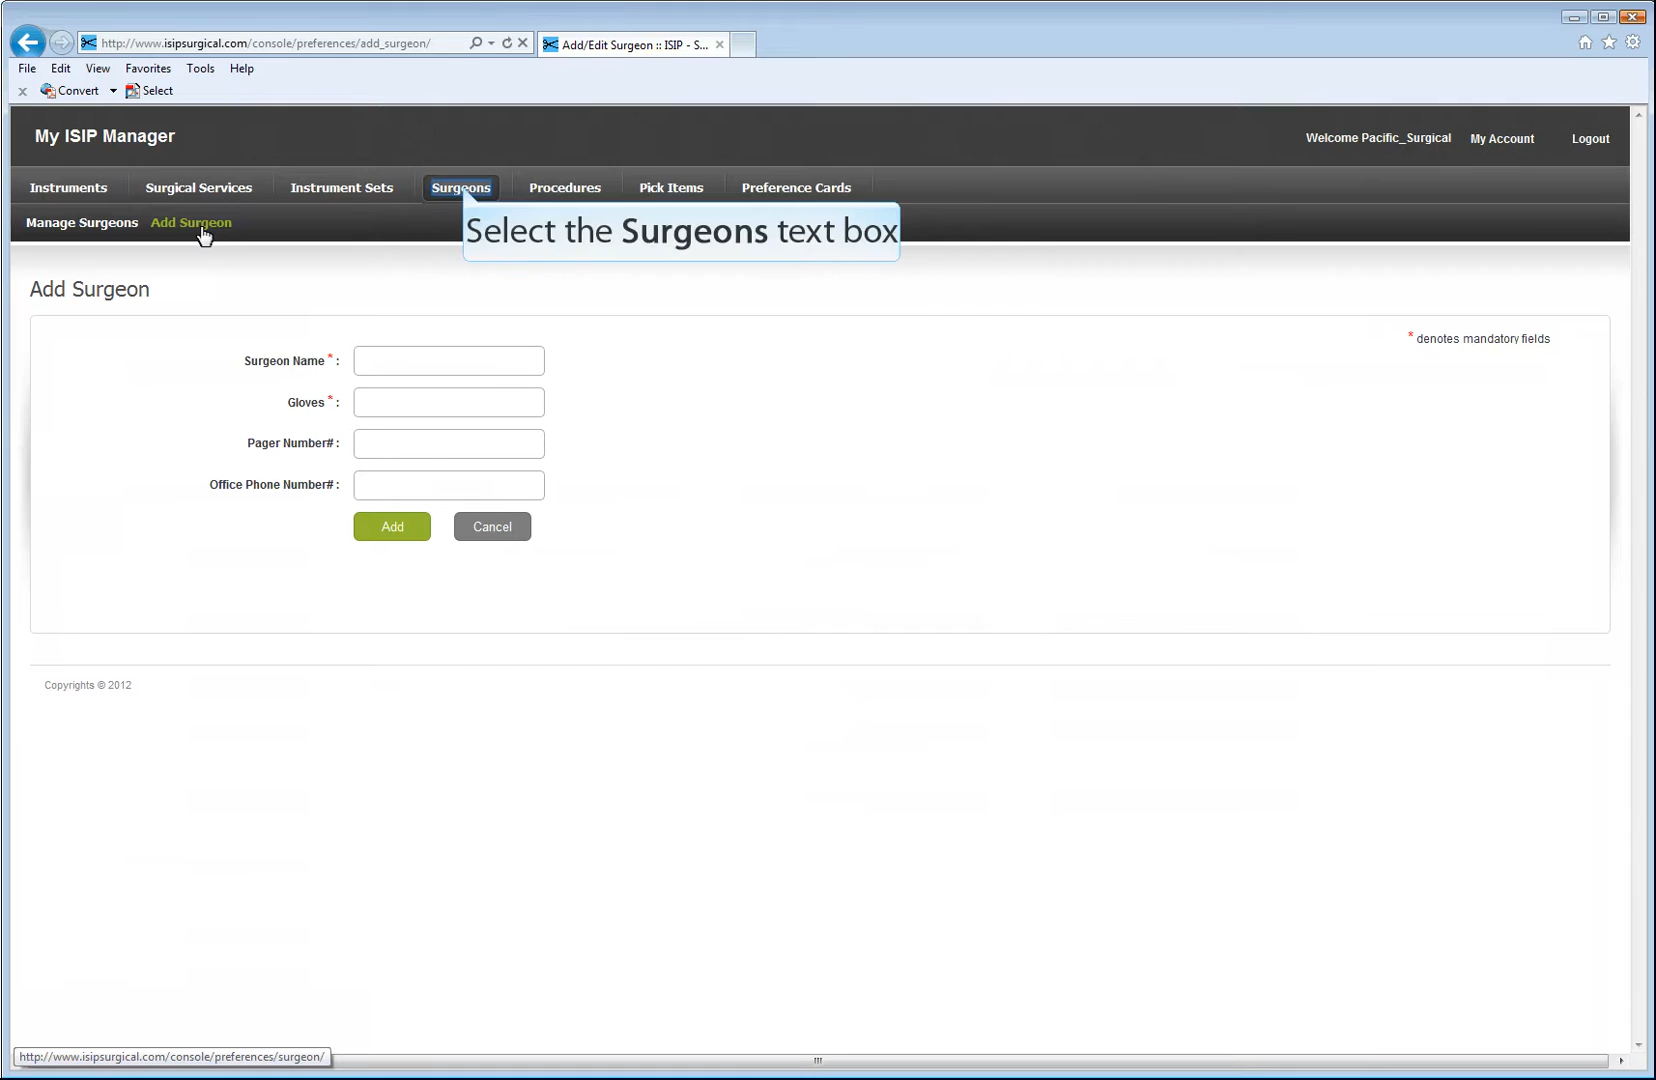 http://www.isipsurgical.com/console/preferences/add_surgeon/
Add/Edit Surgeon :: ISIP - S...
File Edit View Favorites Tools Help
x Convert Select
My ISIP Manager
Welcome Pacific_Surgical My Account Logout
Instruments Surgical Services Instrument Sets Surgeons Procedures Pick Items Preference Cards
Manage Surgeons Add Surgeon
Select the Surgeons text box
Add Surgeon
* denotes mandatory fields
Surgeon Name * :
Gloves * :
Pager Number# :
Office Phone Number# :
Add Cancel
Copyrights © 2012
http://www.isipsurgical.com/console/preferences/surgeon/